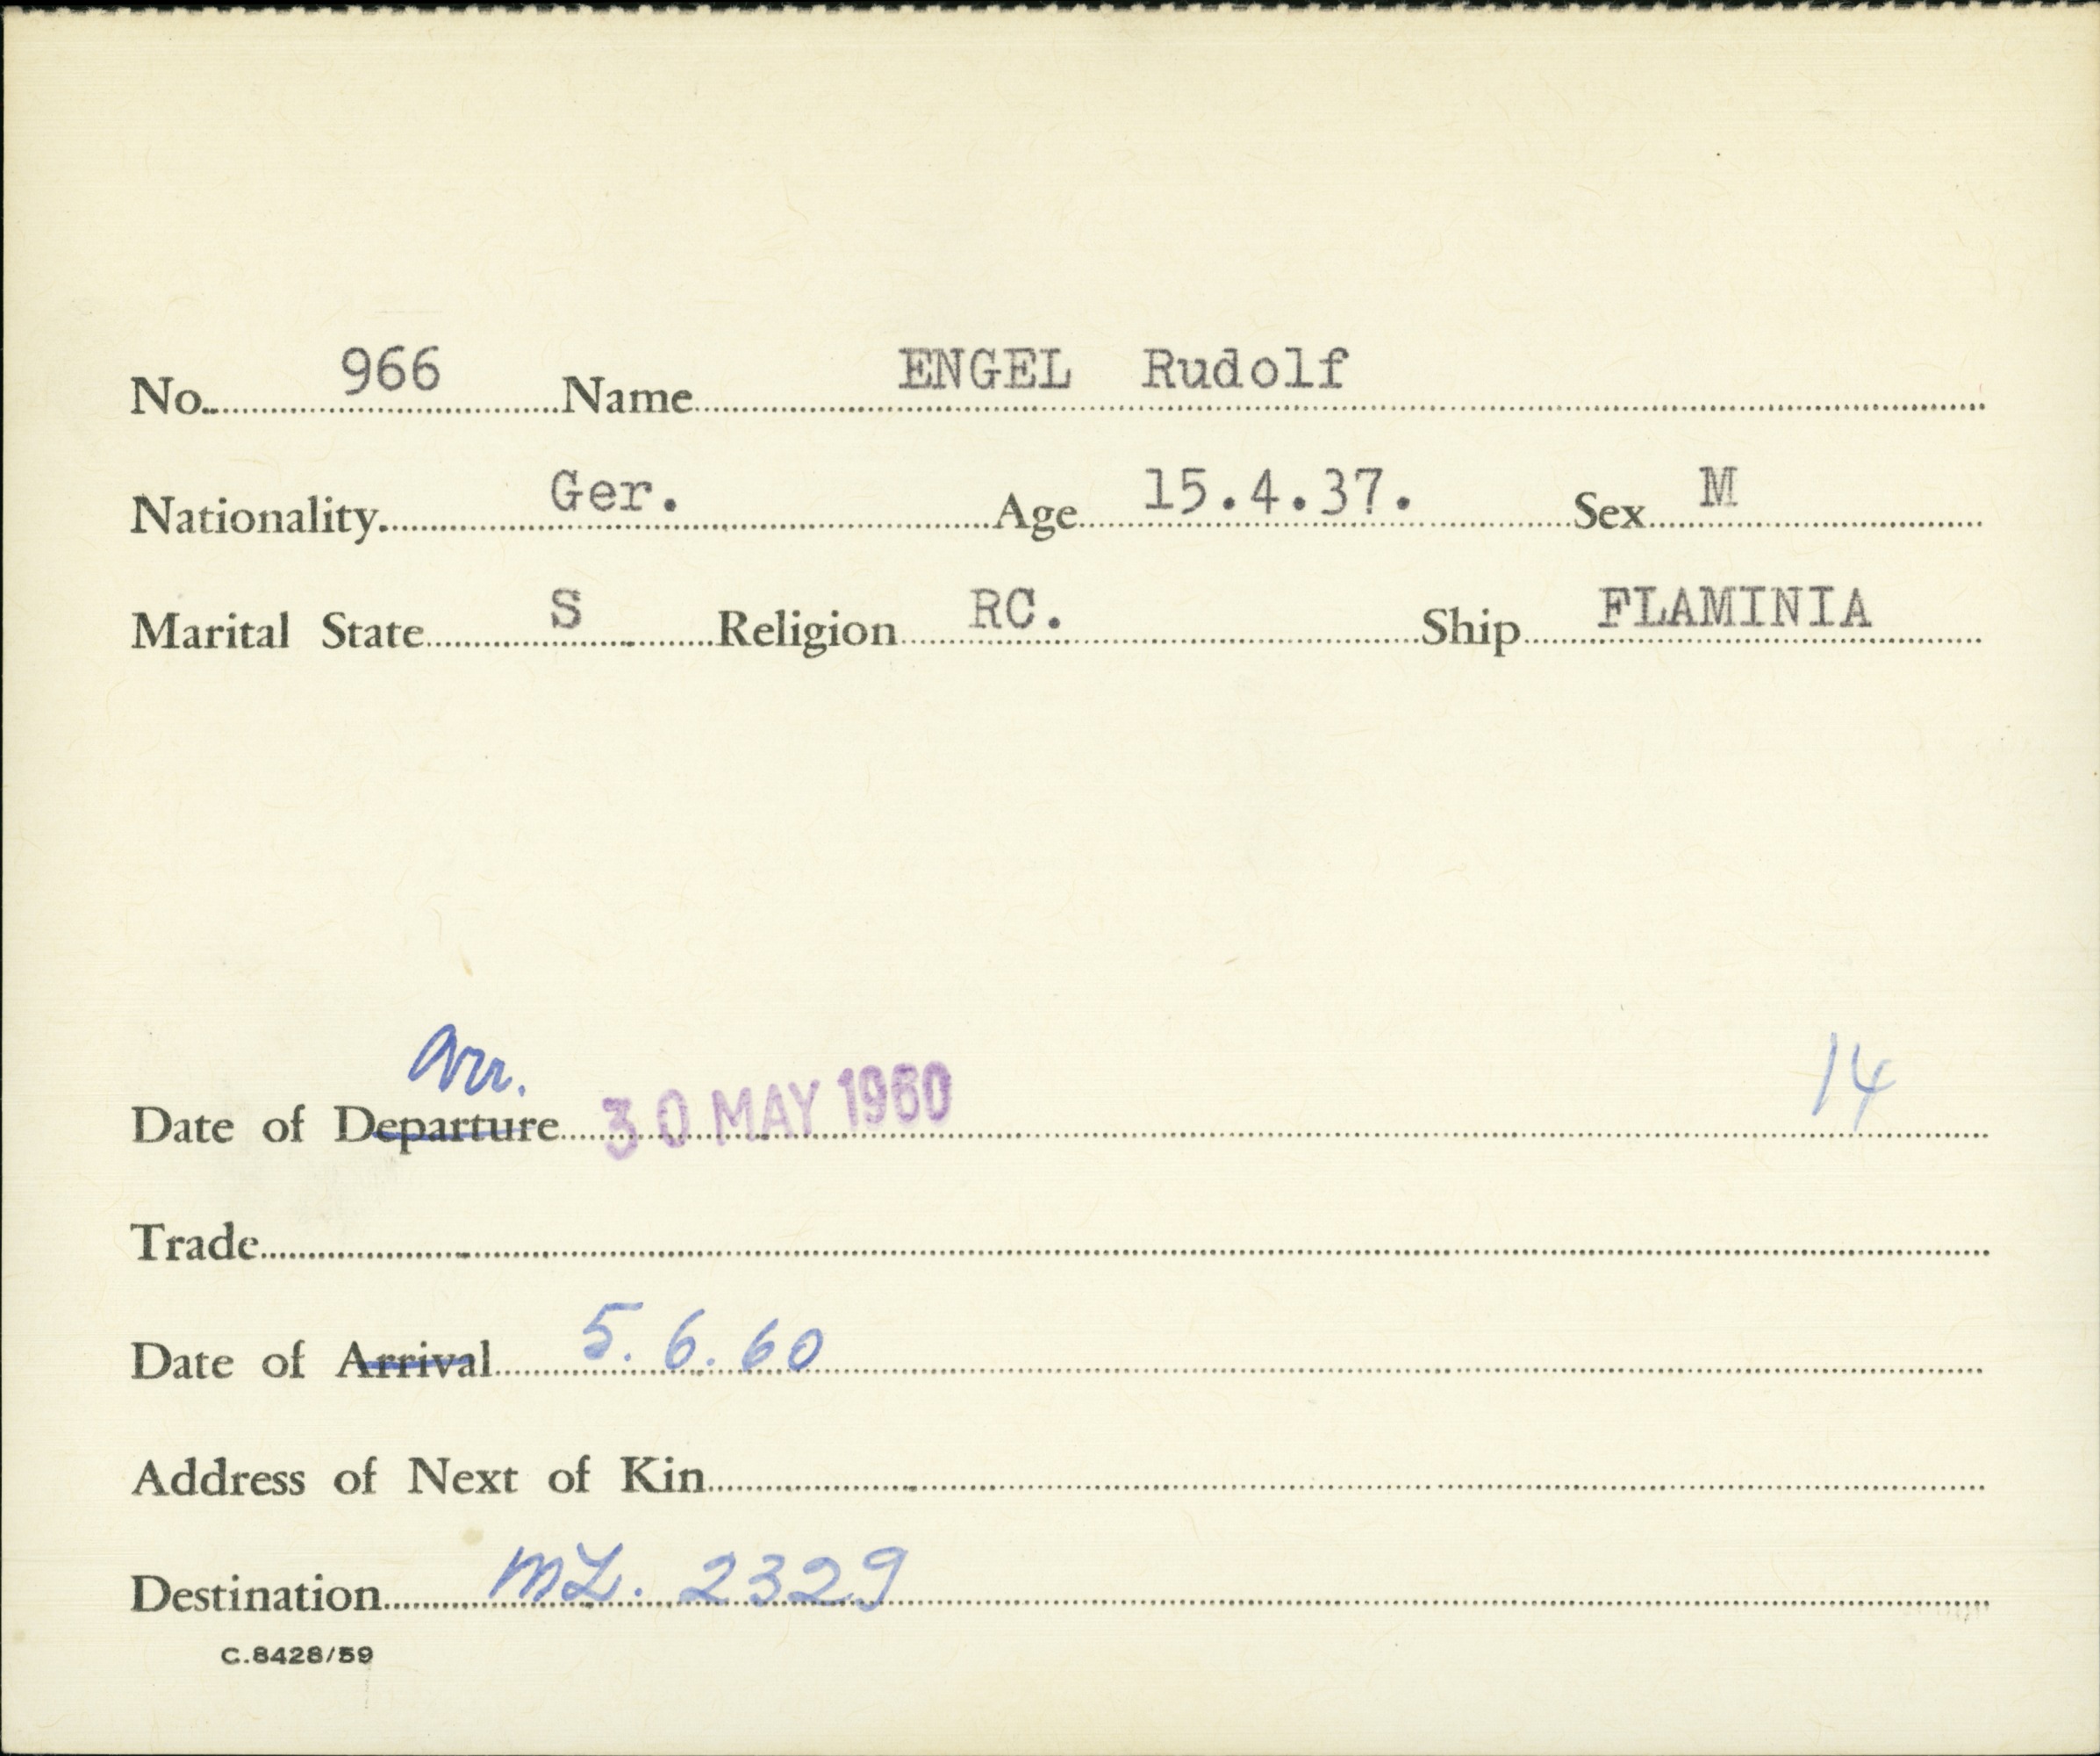 No. 966 Name ENGEL Rudolf
Nationality Ger. Age 15.4.37. Sex M
Marital State S Religion RC. Ship FLAMINIA
Arr. 14
Date of Departure 30 MAY 1960
Trade
Date of Arrival 5.6.60
Address of Next of Kin
Destination ML. 2329
C.8428/59